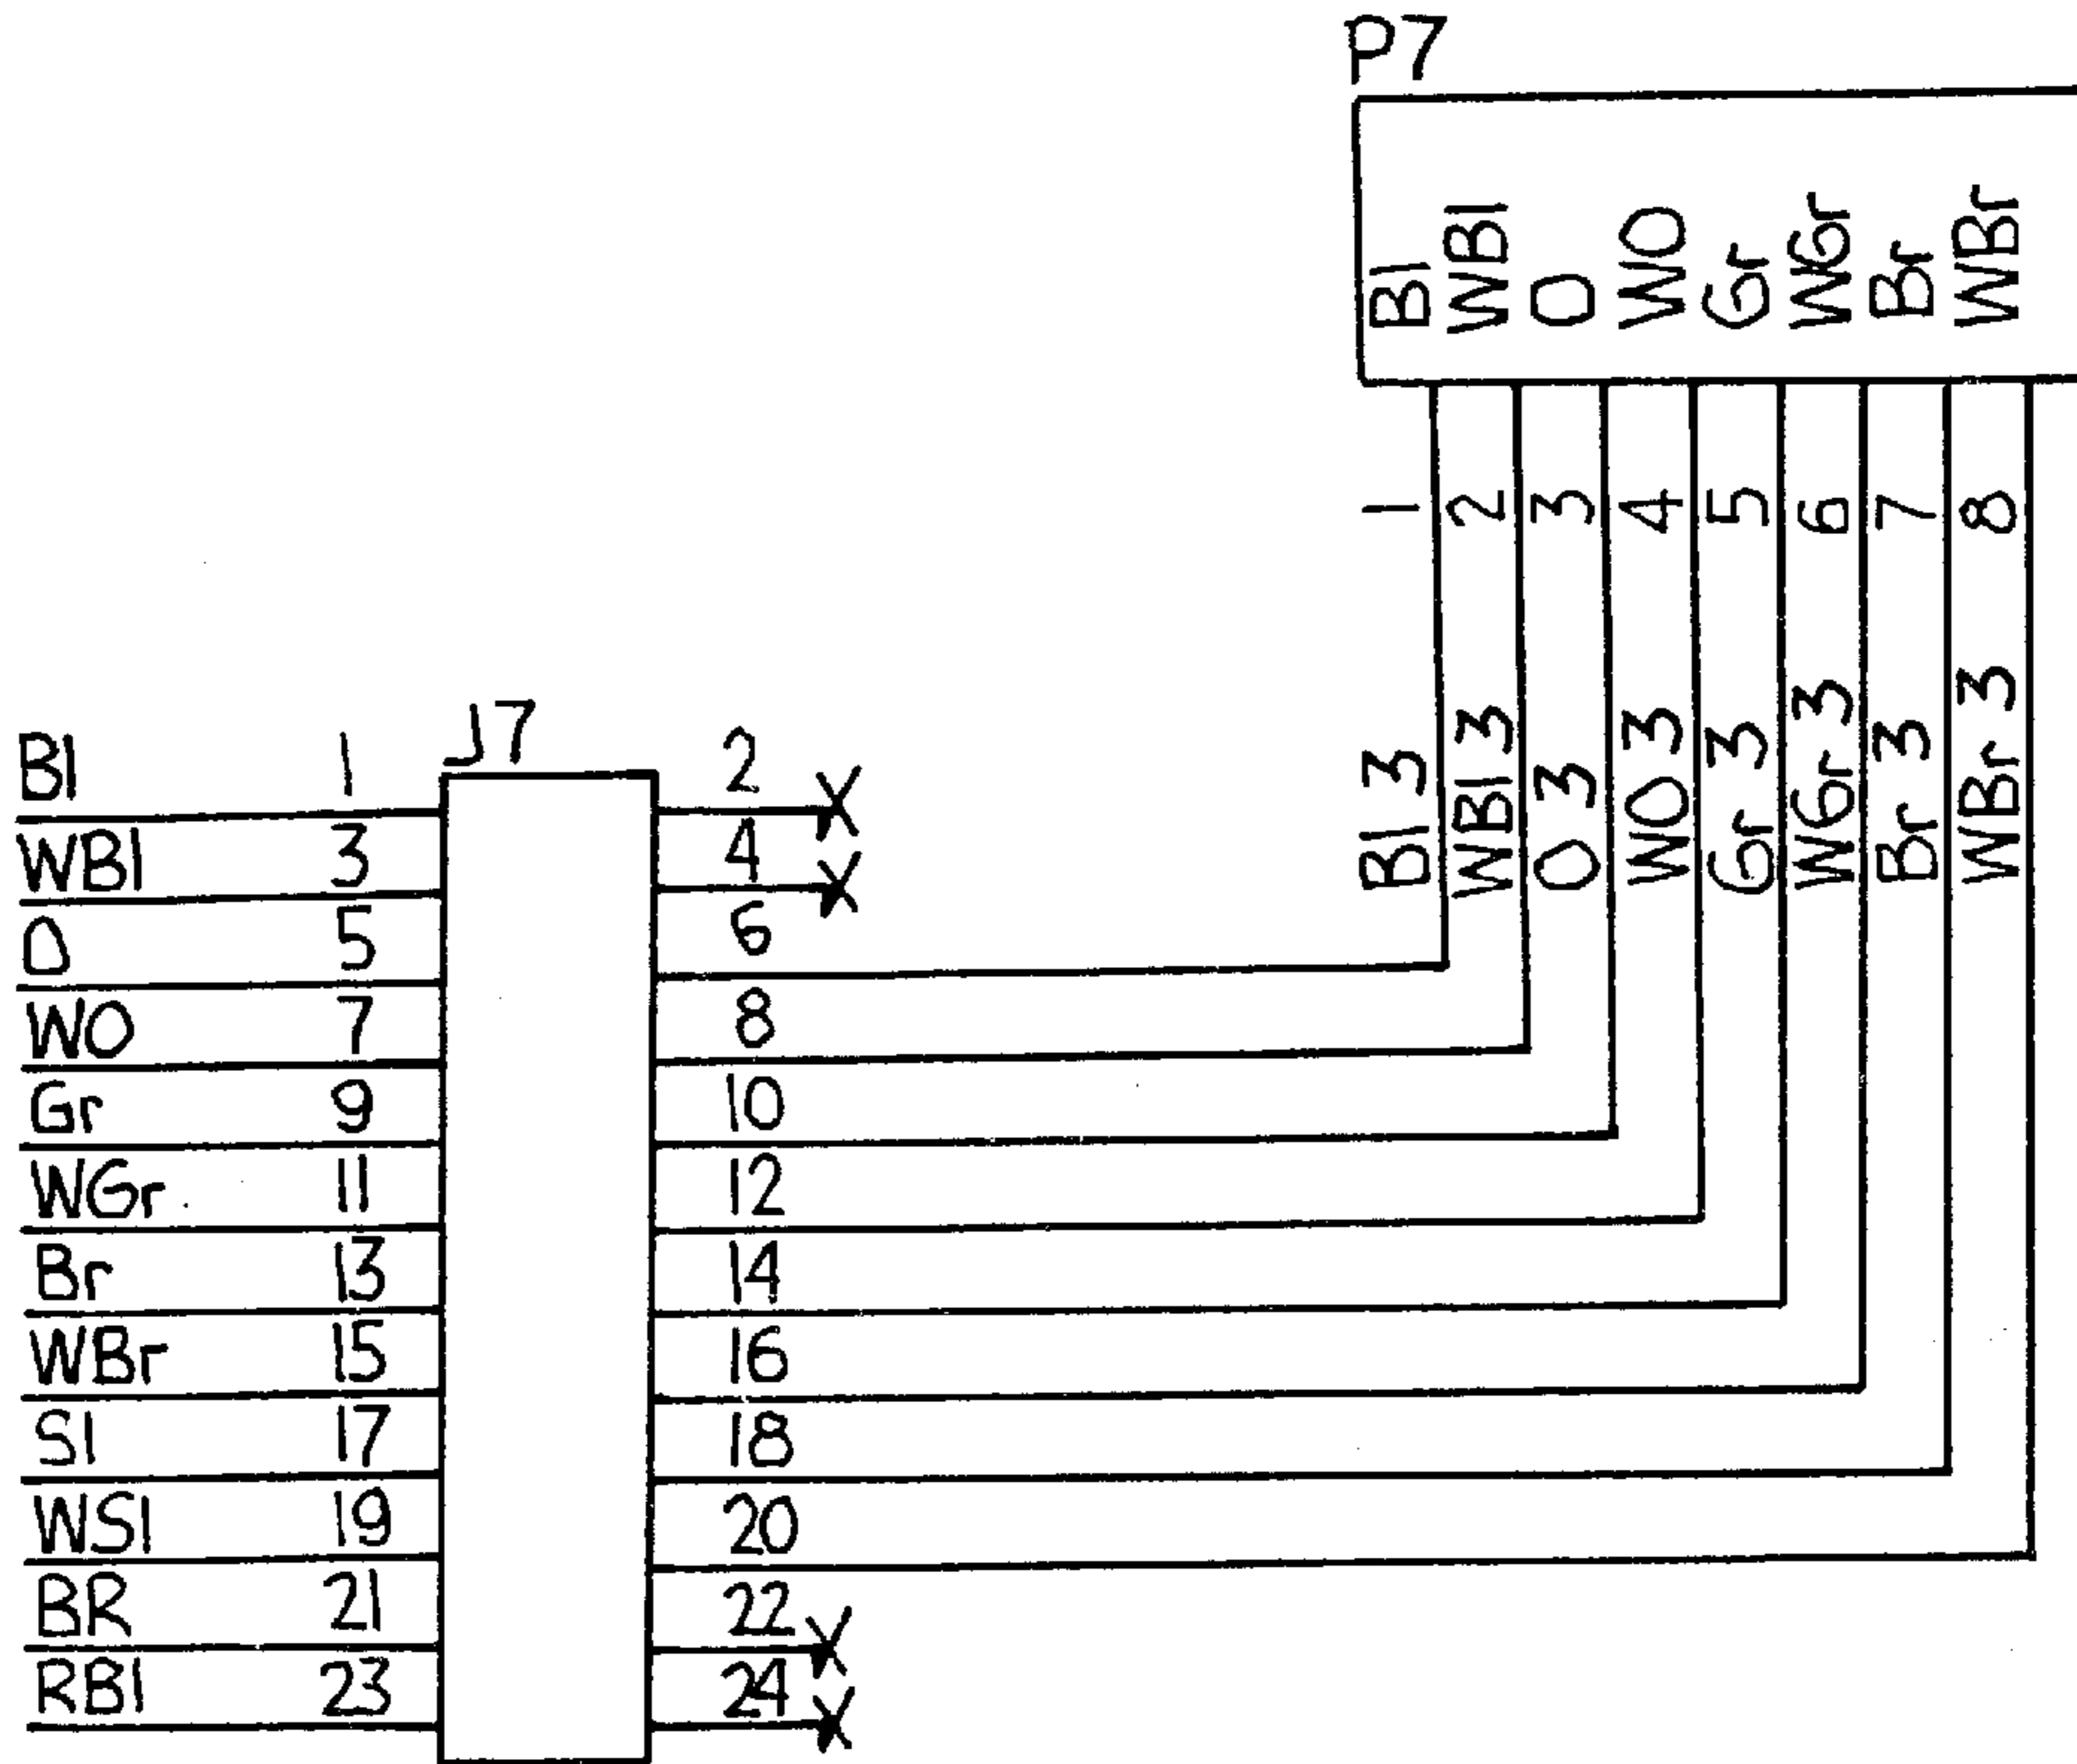 P7
Bl WBl O WO Gr WGr Br WBr
1 2 3 4 5 6 7 8
Bl 3 WBl 3 O 3 WO 3 Gr 3 WGr 3 Br 3 WBr 3
J7
Bl 1 2 X
WBl 3 4 X
O 5 6
WO 7 8
Gr 9 10
WGr 11 12
Br 13 14
WBr 15 16
Sl 17 18
WSl 19 20
BR 21 22 X
RBl 23 24 X